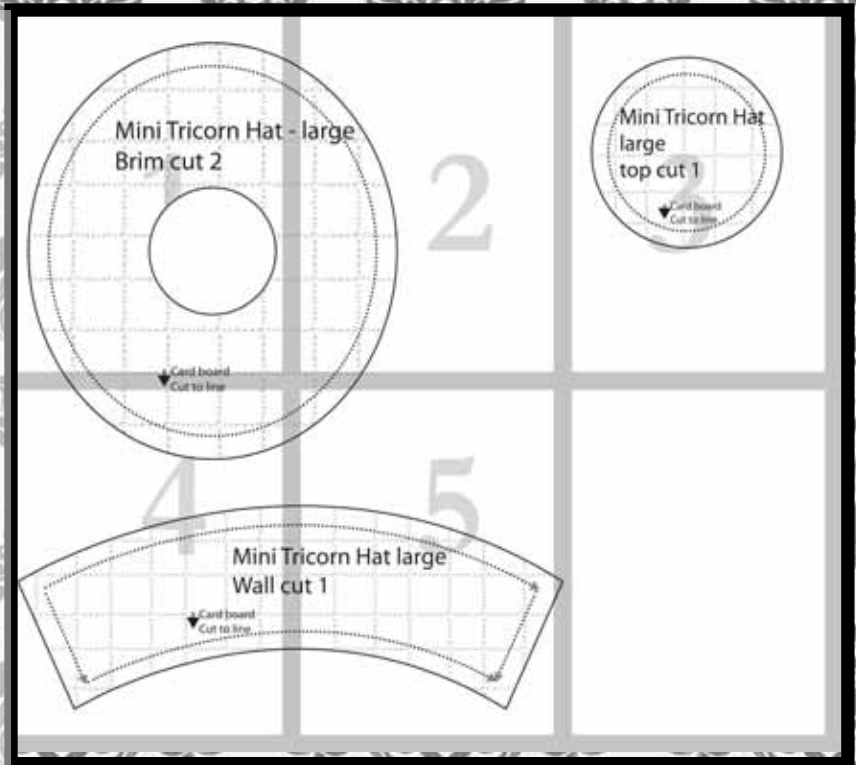 Mini Tricorn Hat - large
Brim cut 2
1
Card board
Cut to line
2
Mini Tricorn Hat
large
top cut 1
3
Card board
Cut to line
4
5
Mini Tricorn Hat large
Wall cut 1
Card board
Cut to line